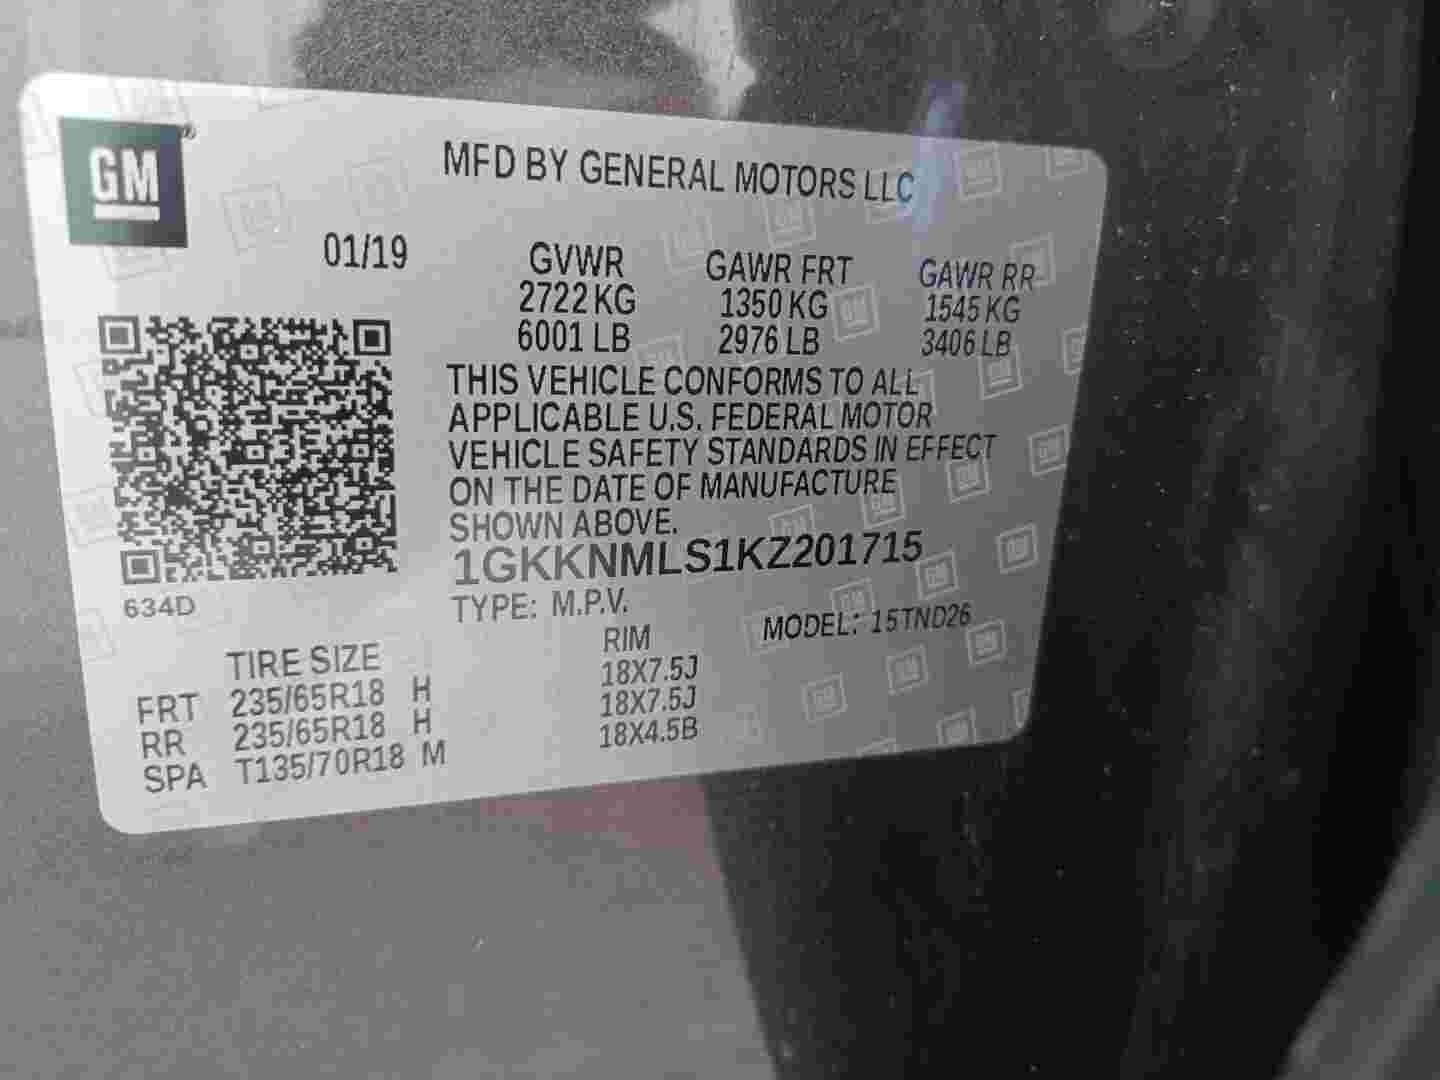 GM®
MFD BY GENERAL MOTORS LLC
01/19 GVWR GAWR FRT GAWR RR
2722 KG 1350 KG 1545 KG
6001 LB 2976 LB 3406 LB
THIS VEHICLE CONFORMS TO ALL
APPLICABLE U.S. FEDERAL MOTOR
VEHICLE SAFETY STANDARDS IN EFFECT
ON THE DATE OF MANUFACTURE
SHOWN ABOVE.
1GKKNMLS1KZ201715
634D
TYPE: M.P.V. MODEL: 15TND26
TIRE SIZE RIM
FRT 235/65R18 H 18X7.5J
RR 235/65R18 H 18X7.5J
SPA T135/70R18 M 18X4.5B